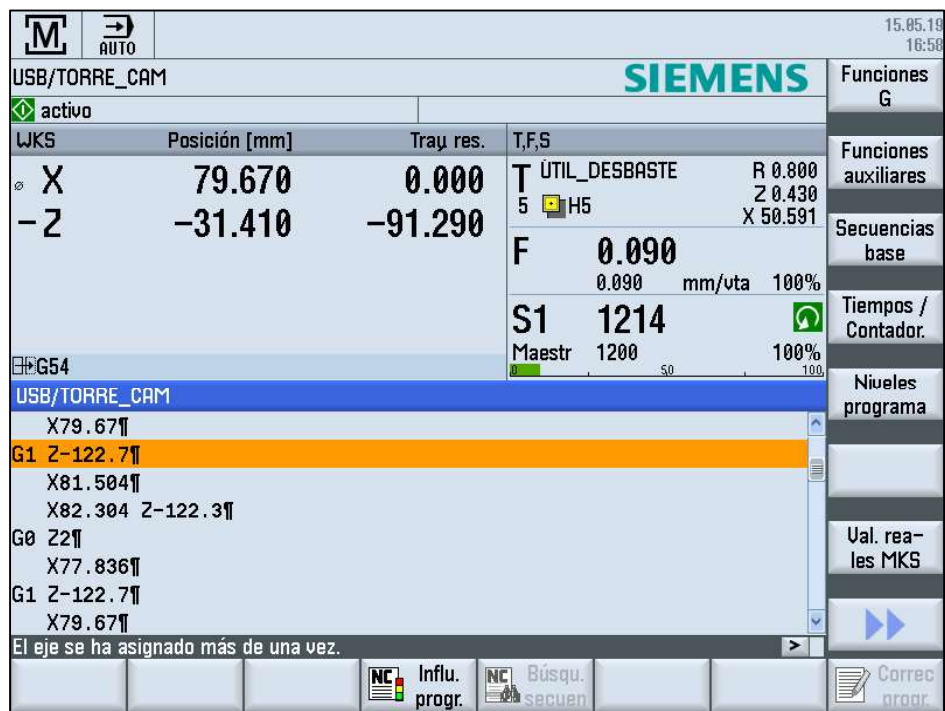 M AUTO
15.05.19
16:58
USB/TORRE_CAM SIEMENS
activo
WKS Posición [mm] Tray res. T,F,S
X 79.670 0.000
-Z -31.410 -91.290
T ÚTIL_DESBASTE R 0.800
5 H5 Z 0.430
X 50.591
F 0.090
0.090 mm/vta 100%
S1 1214
Maestr 1200 100%
0 50 100
G54
USB/TORRE_CAM
X79.67¶
G1 Z-122.7¶
X81.504¶
X82.304 Z-122.3¶
G0 Z2¶
X77.836¶
G1 Z-122.7¶
X79.67¶
El eje se ha asignado más de una vez. >
Funciones
G
Funciones
auxiliares
Secuencias
base
Tiempos /
Contador.
Niveles
programa
Val. rea-
les MKS
NC Influ.
progr.
NC Búsqu.
secuen
Correc
progr.